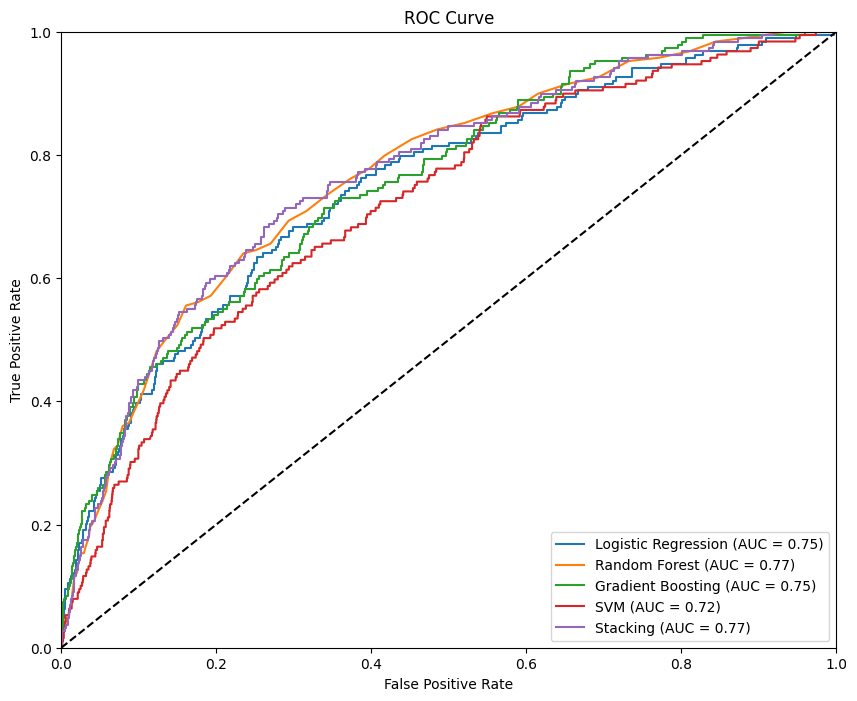 ROC Curve
1.0
0.8
0.6
0.4
0.2
0.0
True Positive Rate
Logistic Regression (AUC = 0.75)
Random Forest (AUC = 0.77)
Gradient Boosting (AUC = 0.75)
SVM (AUC = 0.72)
Stacking (AUC = 0.77)
0.0 0.2 0.4 0.6 0.8 1.0
False Positive Rate